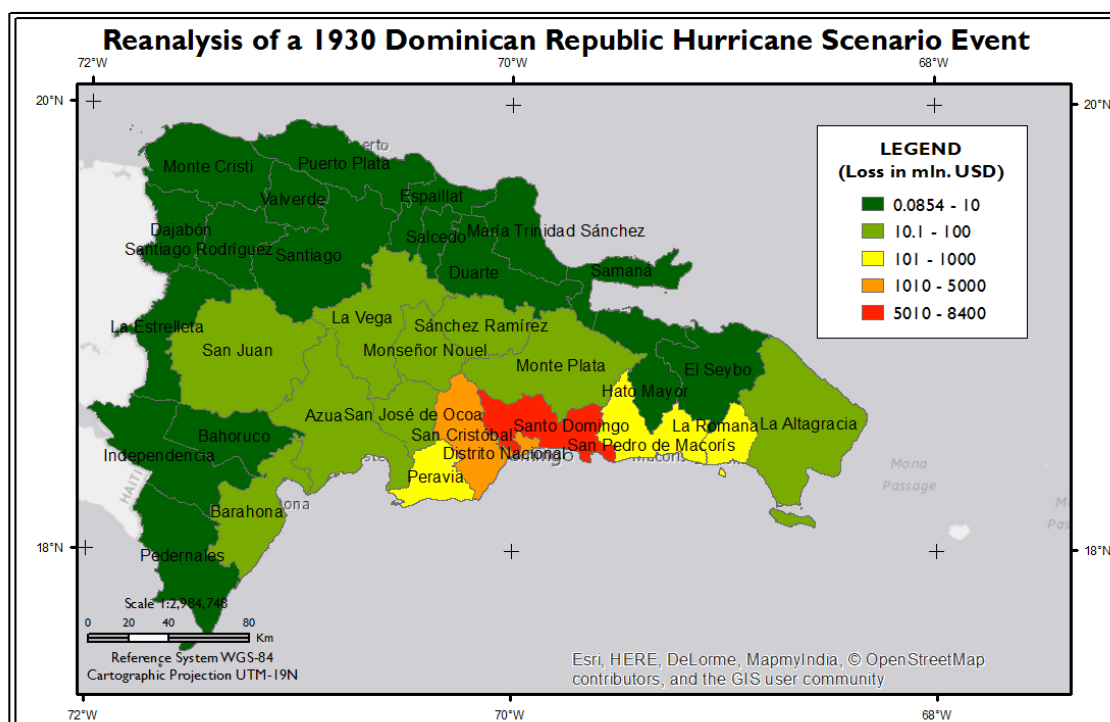 Reanalysis of a 1930 Dominican Republic Hurricane Scenario Event
72°W
70°W
68°W
20°N
20°N
LEGEND
(Loss in mln. USD)
0.0854 - 10
10.1 - 100
101 - 1000
1010 - 5000
5010 - 8400
Monte Cristi
Puerto Plata
Valverde
Espaillat
Dajabón
Santiago Rodríguez
Santiago
Salcedo
María Trinidad Sánchez
Duarte
Samaná
La Estrelleta
La Vega
Sánchez Ramírez
San Juan
Monseñor Nouel
Monte Plata
El Seybo
Hato Mayor
Azua
San José de Ocoa
Santo Domingo
La Romana
La Altagracia
Bahoruco
San Cristóbal
San Pedro de Macorís
Independencia
Distrito Nacional
Peravia
HAITI
Mona
Passage
Barahona
Pedernales
18°N
18°N
Scale 1:2,984,748
0 20 40 80
Km
Reference System WGS-84
Cartographic Projection UTM-19N
Esri, HERE, DeLorme, MapmyIndia, © OpenStreetMap
contributors, and the GIS user community
72°W
70°W
68°W